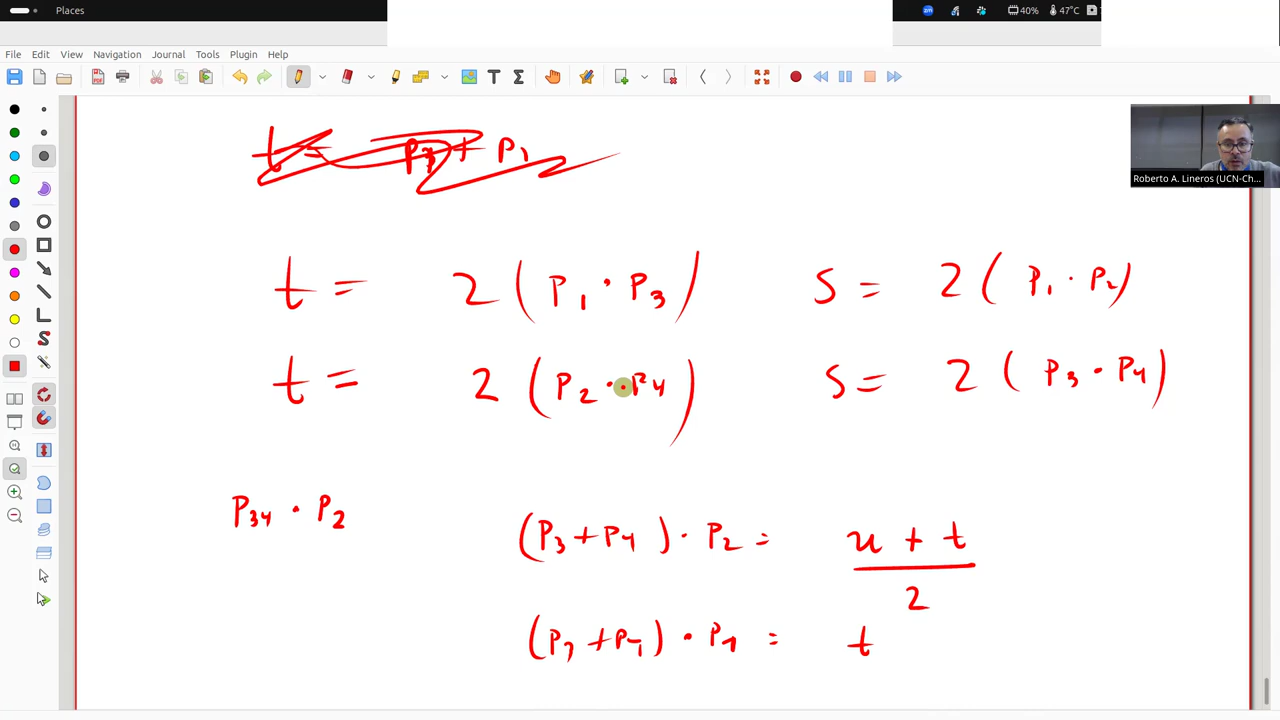 Places
40% 47°C
File Edit View Navigation Journal Tools Plugin Help
t = P3 + P1
Roberto A. Lineros (UCN-Ch...
t = 2 ( P1 · P3 ) S = 2 ( P1 · P2 )
t = 2 ( P2 · P4 ) S = 2 ( P3 · P4 )
P34 · P2
(P3 + P4 ) · P2 = u + t
2
( + ) · = t